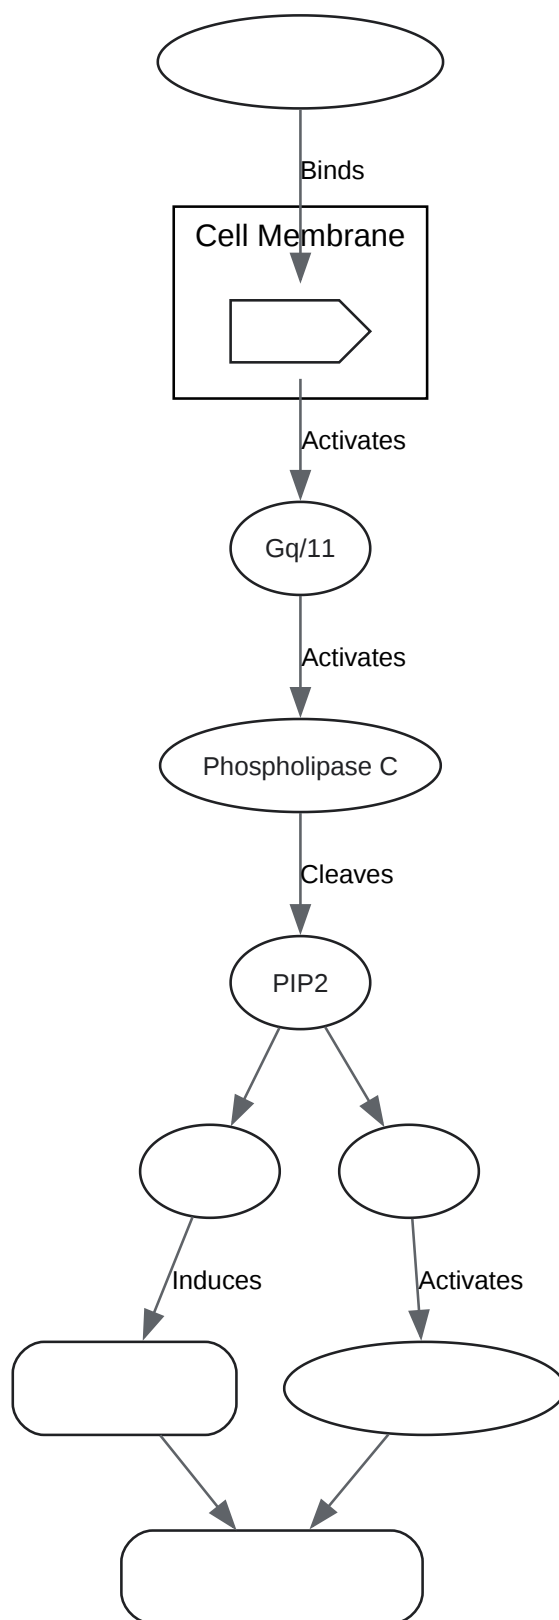 Binds
Cell Membrane
Activates
Gq/11
Activates
Phospholipase C
Cleaves
PIP2
Induces
Activates